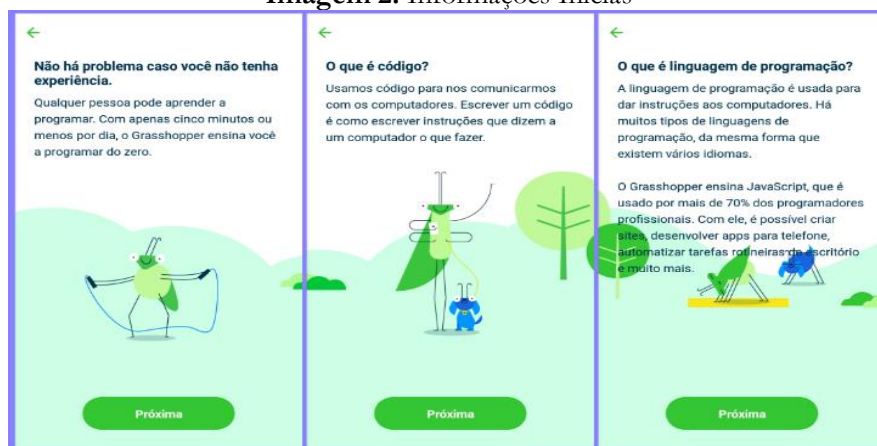 Imagem 2. Informações Iniciais
Não há problema caso você não tenha
experiência.
Qualquer pessoa pode aprender a
programar. Com apenas cinco minutos ou
menos por dia, o Grasshopper ensina você
a programar do zero.
Próxima
O que é código?
Usamos código para nos comunicarmos
com os computadores. Escrever um código
é como escrever instruções que dizem a
um computador o que fazer.
Próxima
O que é linguagem de programação?
A linguagem de programação é usada para
dar instruções aos computadores. Há
muitos tipos de linguagens de
programação, da mesma forma que
existem vários idiomas.
O Grasshopper ensina JavaScript, que é
usado por mais de 70% dos programadores
profissionais. Com ele, é possível criar
sites, desenvolver apps para telefone,
automatizar tarefas rotineiras de escritório
e muito mais.
Próxima